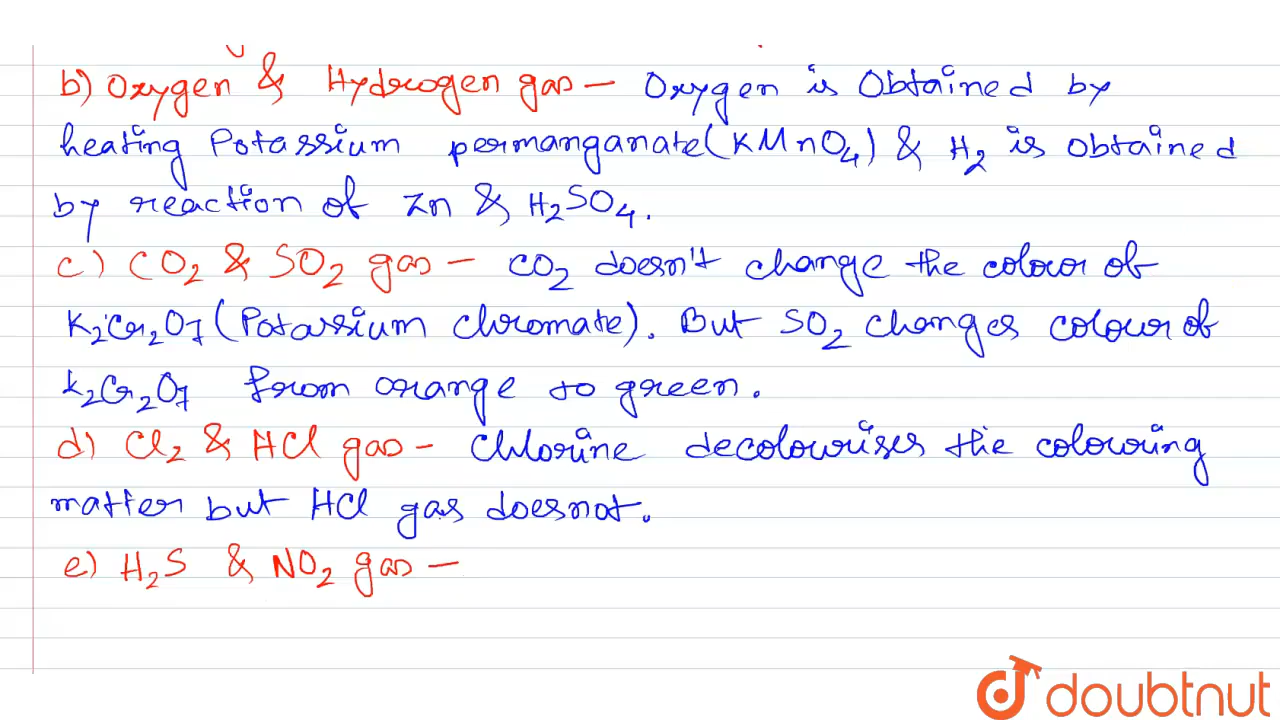 b) Oxygen & Hydrogen gas – Oxygen is Obtained by
heating Potassium permanganate (KMnO4) & H2 is obtained
by reaction of Zn & H2SO4.
c) CO2 & SO2 gas – CO2 doesn't change the colour of
K2Cr2O7 (Potassium chromate). But SO2 changes colour of
K2Cr2O7 from orange to green.
d) Cl2 & HCl gas – Chlorine decolourises the colouring
matter but HCl gas does not.
e) H2S & NO2 gas –
doubtnut